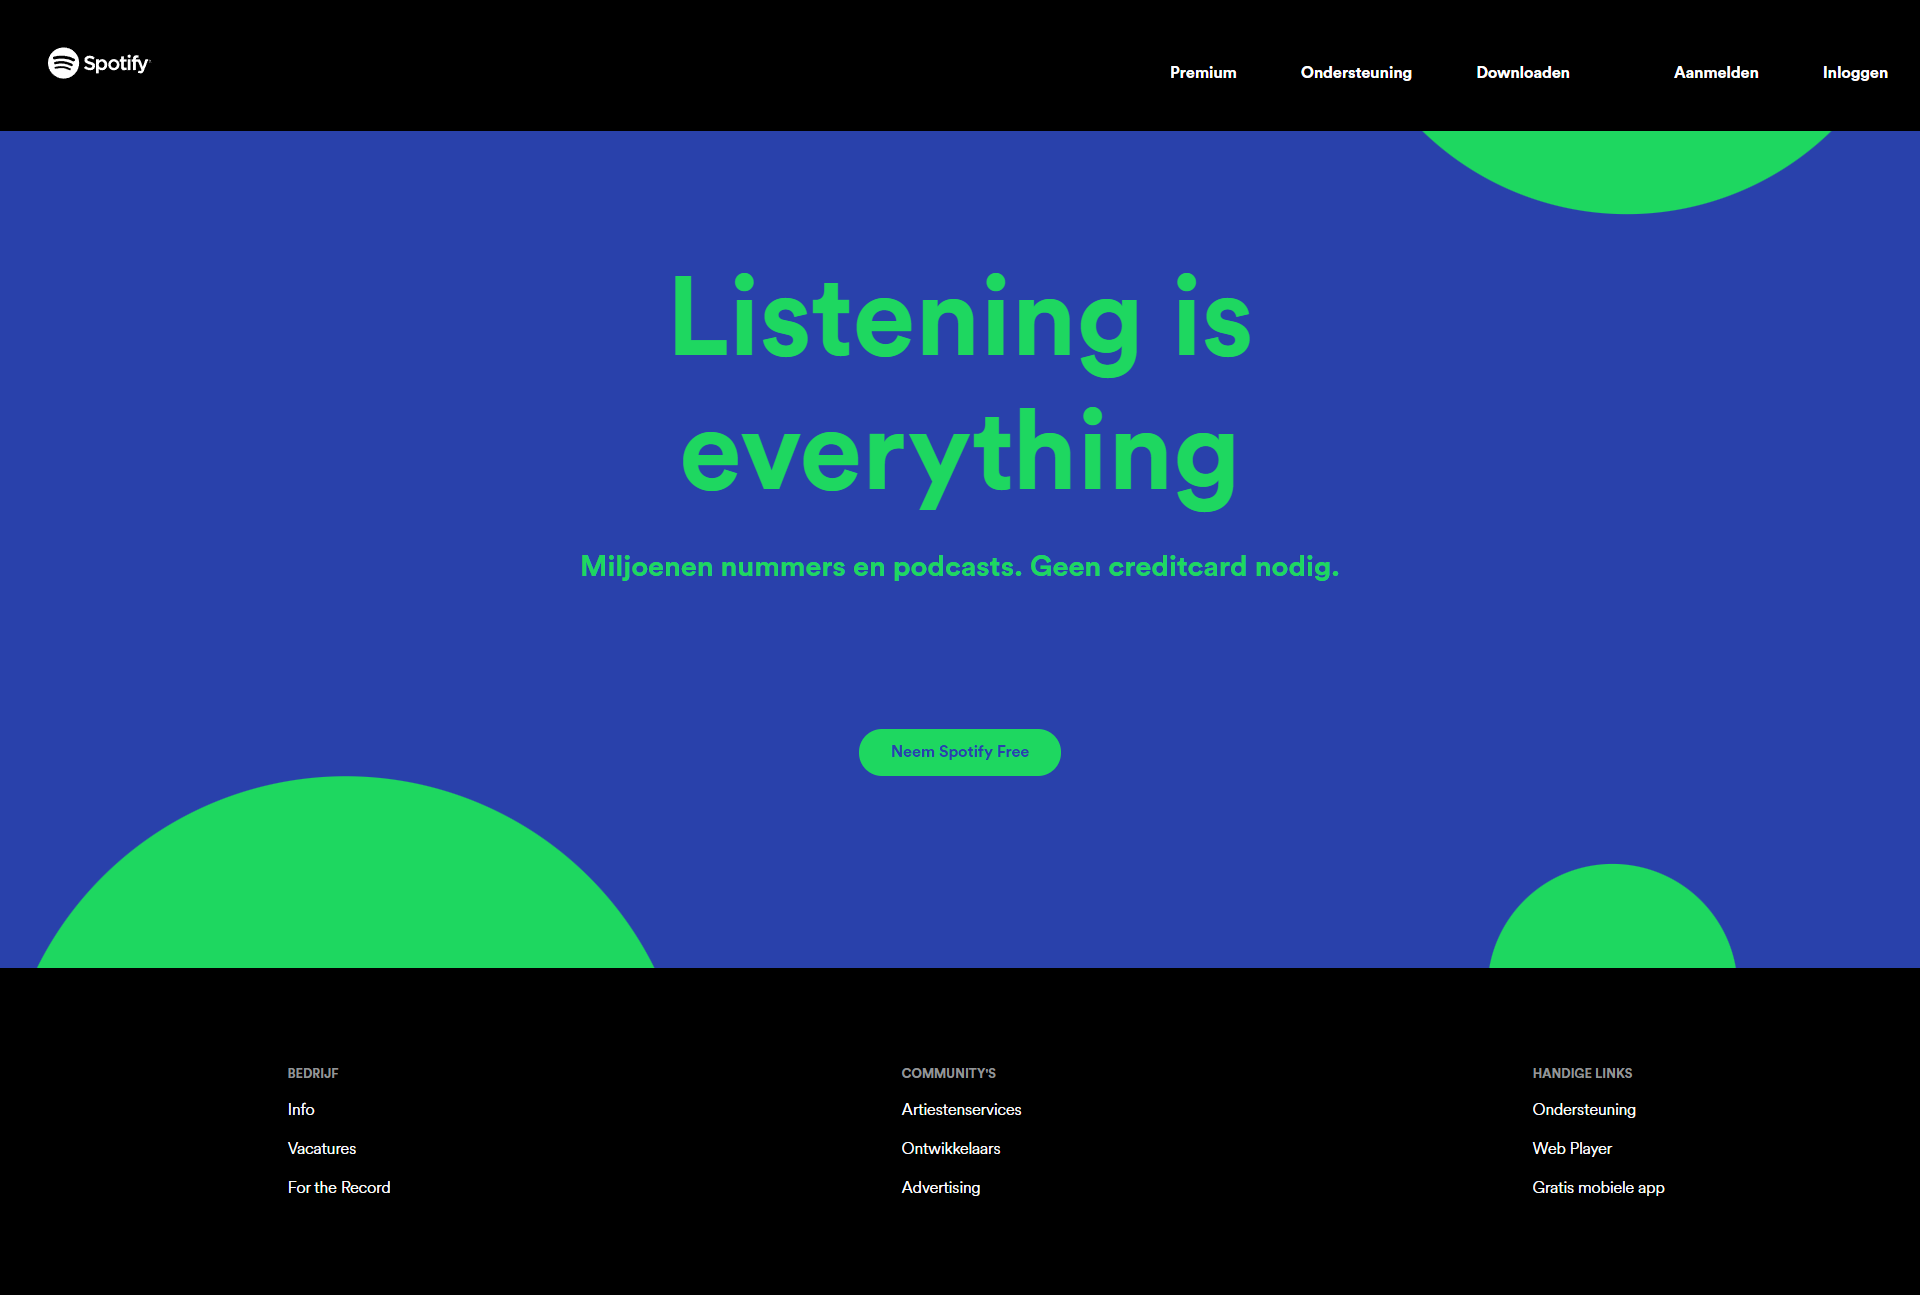 Spotify
Premium
Ondersteuning
Downloaden
Aanmelden
Inloggen
Listening is
everything
Miljoenen nummers en podcasts. Geen creditcard nodig.
Neem Spotify Free
BEDRIJF
Info
Vacatures
For the Record
COMMUNITY'S
Artiestenservices
Ontwikkelaars
Advertising
HANDIGE LINKS
Ondersteuning
Web Player
Gratis mobiele app